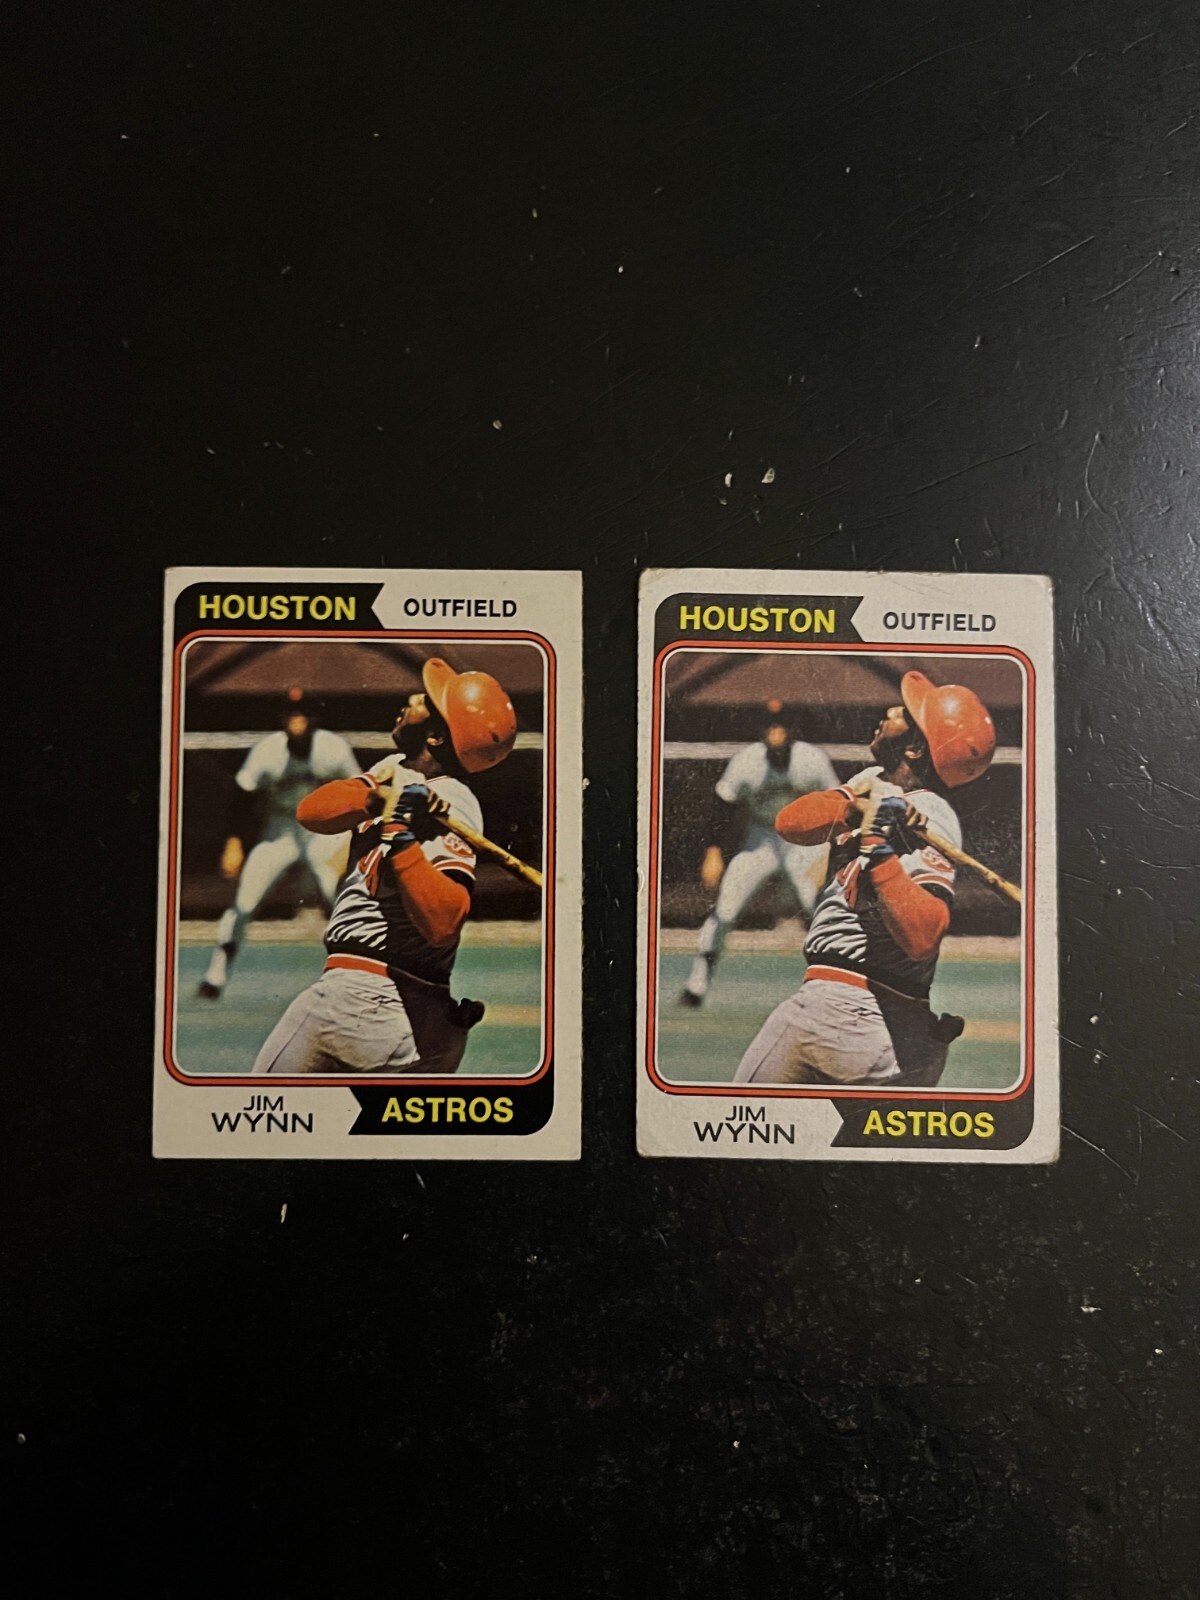 HOUSTON
OUTFIELD
JIM
WYNN
ASTROS
HOUSTON
OUTFIELD
JIM
WYNN
ASTROS